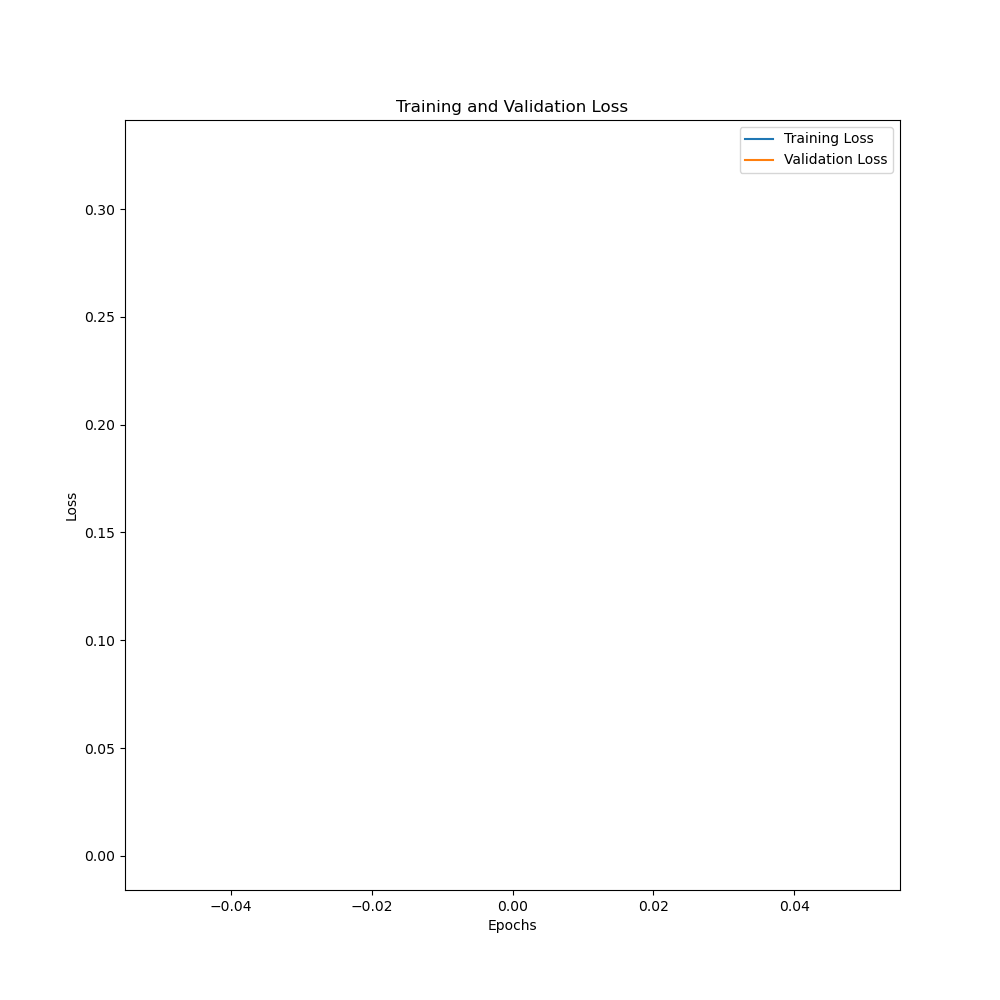 Training and Validation Loss
Training Loss
Validation Loss
0.30
0.25
0.20
0.15
0.10
0.05
0.00
Loss
−0.04
−0.02
0.00
0.02
0.04
Epochs